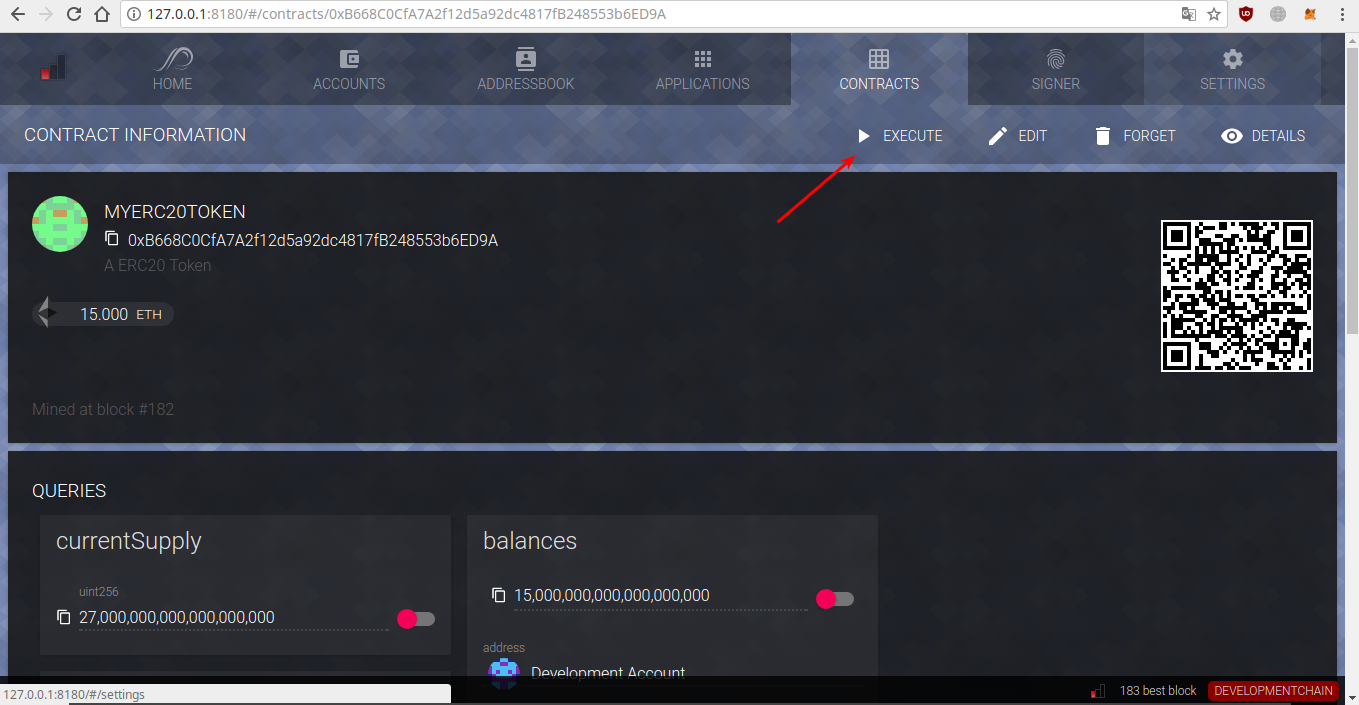 127.0.0.1:8180/#/contracts/0xB668C0CfA7A2f12d5a92dc4817fB248553b6ED9A
HOME
ACCOUNTS
ADDRESSBOOK
APPLICATIONS
CONTRACTS
SIGNER
SETTINGS
CONTRACT INFORMATION
EXECUTE
EDIT
FORGET
DETAILS
MYERC20TOKEN
0xB668C0CfA7A2f12d5a92dc4817fB248553b6ED9A
A ERC20 Token
15.000 ETH
Mined at block #182
QUERIES
currentSupply
uint256
27,000,000,000,000,000,000
balances
15,000,000,000,000,000,000
address
Development Account
127.0.0.1:8180/#/settings
183 best block
DEVELOPMENTCHAIN